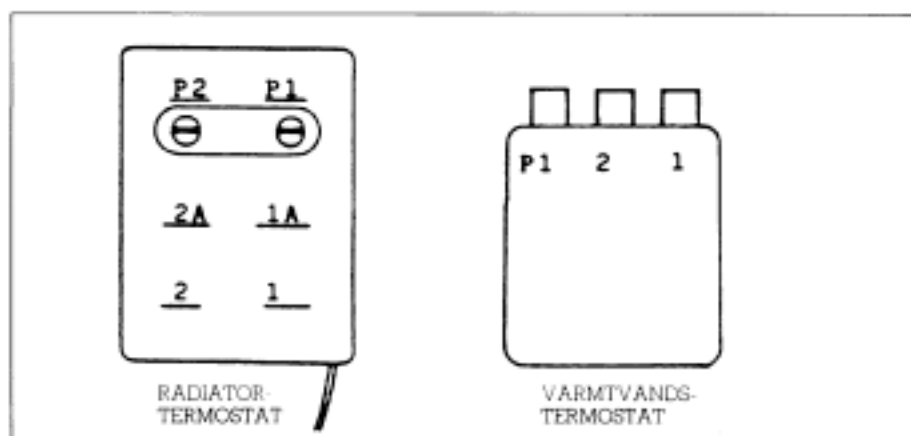 P2 P1
2A 1A
2 1
RADIATOR-
TERMOSTAT
P1 2 1
VARMTVANDS-
TERMOSTAT